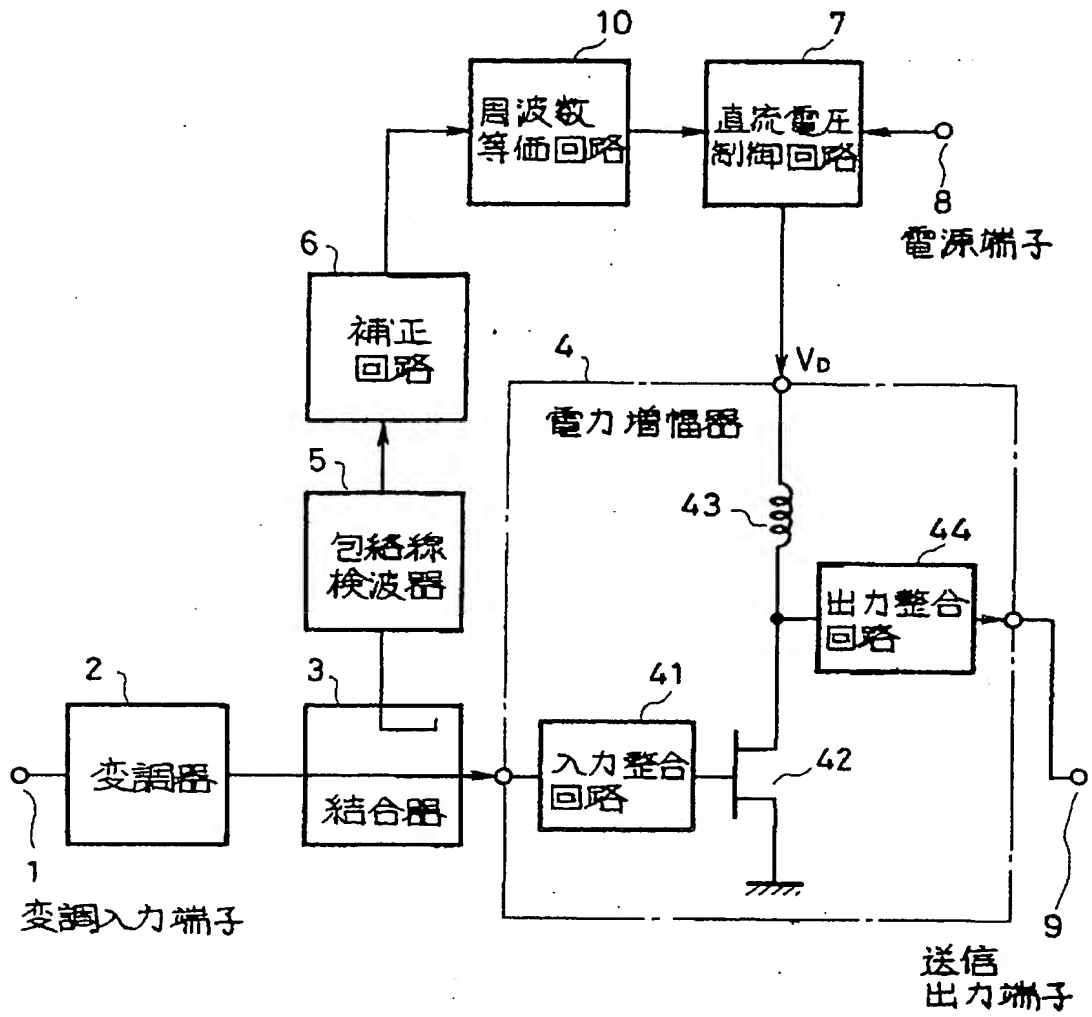 10
7
周波数
等価回路
直流電圧
制御回路
8
電源端子
6
補正
回路
4
VD
電力増幅器
5
包絡線
検波器
43
44
出力整合
回路
2
変調器
3
結合器
41
入力整合
回路
42
1
変調入力端子
9
送信
出力端子